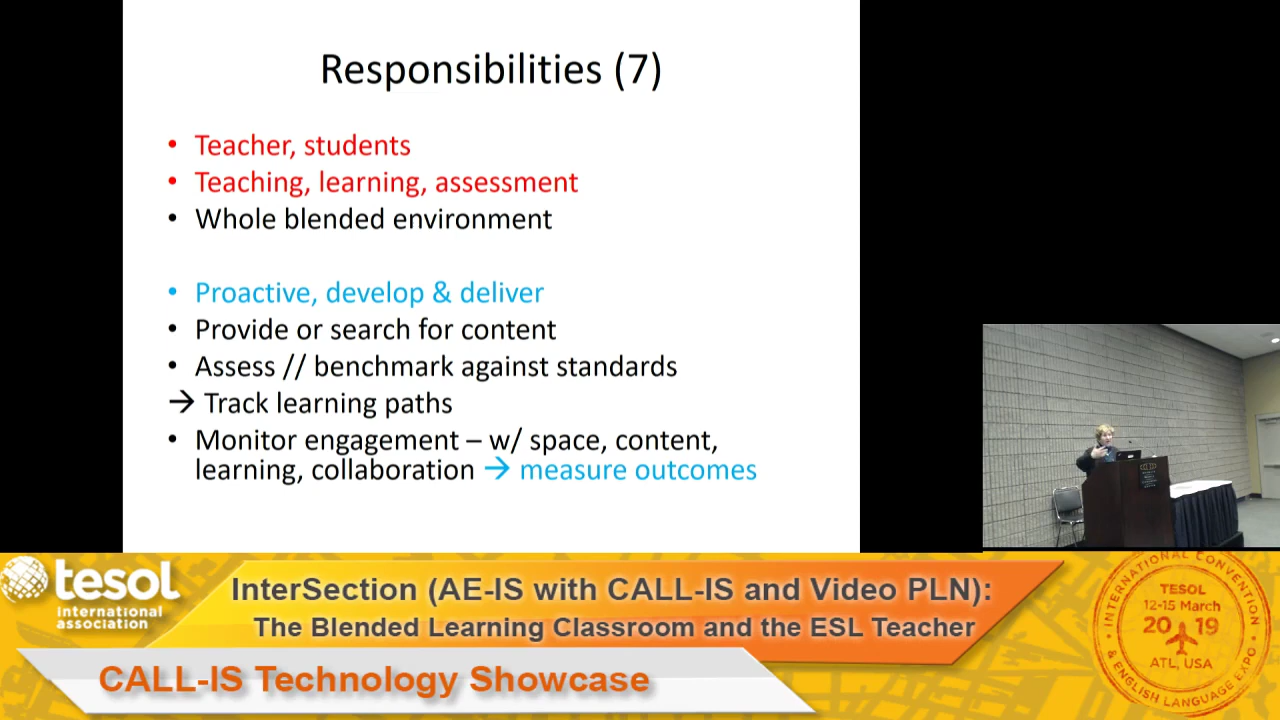 Responsibilities (7)
• Teacher, students
• Teaching, learning, assessment
• Whole blended environment
• Proactive, develop & deliver
• Provide or search for content
• Assess // benchmark against standards
→ Track learning paths
• Monitor engagement – w/ space, content,
learning, collaboration → measure outcomes
tesol
international
association
InterSection (AE-IS with CALL-IS and Video PLN):
The Blended Learning Classroom and the ESL Teacher
CALL-IS Technology Showcase
INTERNATIONAL CONVENTION
TESOL
12-15 March
20 19
ATL, USA
& ENGLISH LANGUAGE EXPO